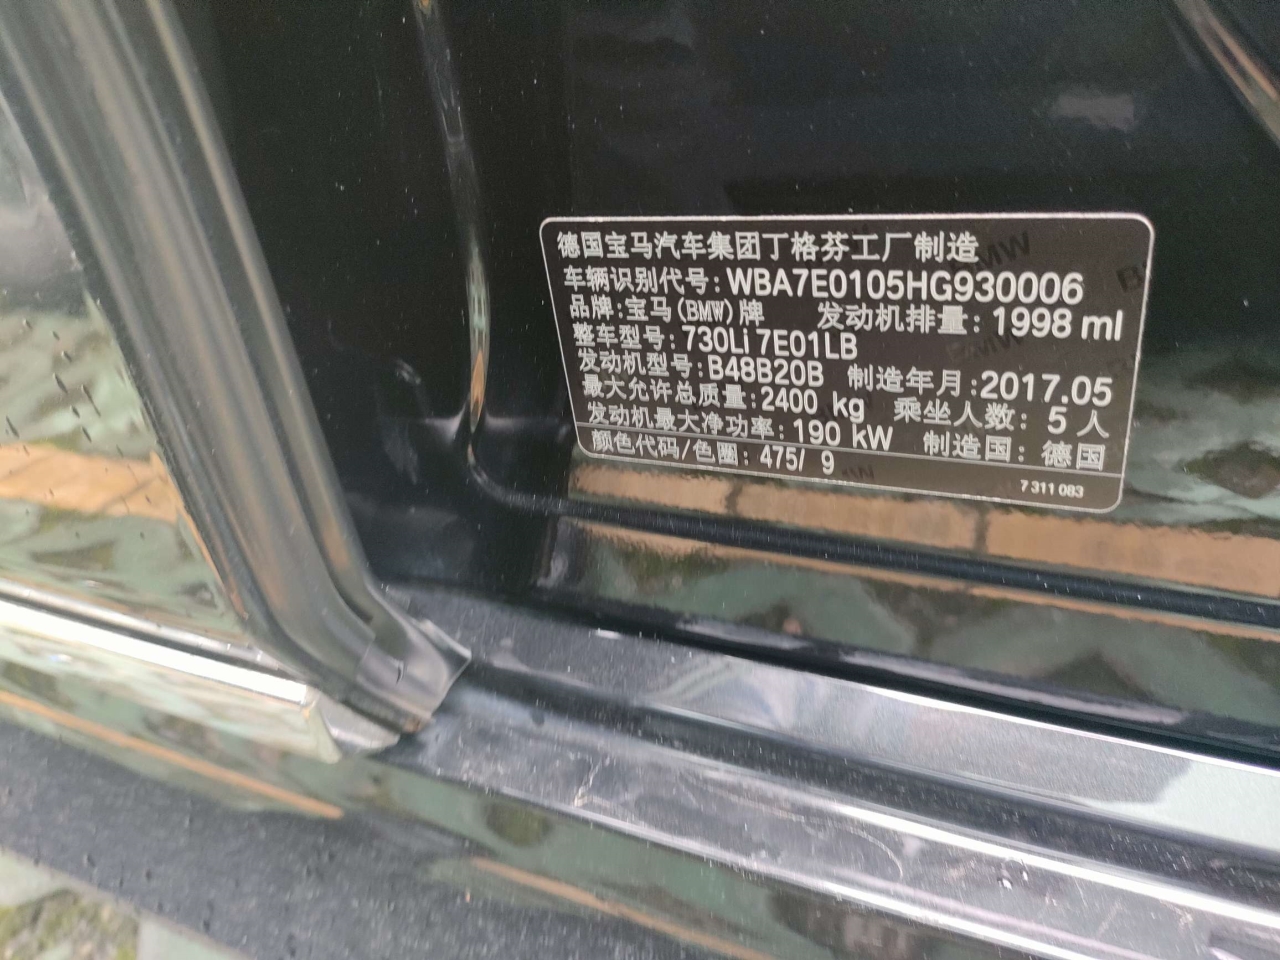 德国宝马汽车集团丁格芬工厂制造
车辆识别代号: WBA7E0105HG930006
品牌: 宝马(BMW)牌 发动机排量: 1998 ml
整车型号: 730Li 7E01LB
发动机型号: B48B20B 制造年月: 2017.05
最大允许总质量: 2400 kg 乘坐人数: 5 人
发动机最大净功率: 190 kW 制造国: 德国
颜色代码/色圈: 475/ 9
7 311 083